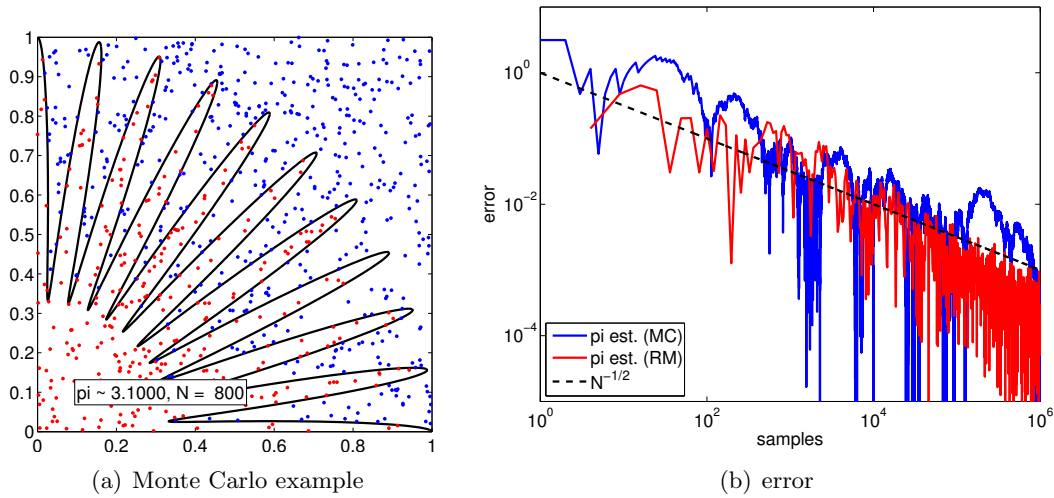 1
0.9
0.8
0.7
0.6
0.5
0.4
0.3
0.2
0.1
0
pi ~ 3.1000, N = 800
0 0.2 0.4 0.6 0.8 1
(a) Monte Carlo example
error
10^0
10^-2
10^-4
pi est. (MC)
pi est. (RM)
N^-1/2
10^0 10^2 10^4 10^6
samples
(b) error